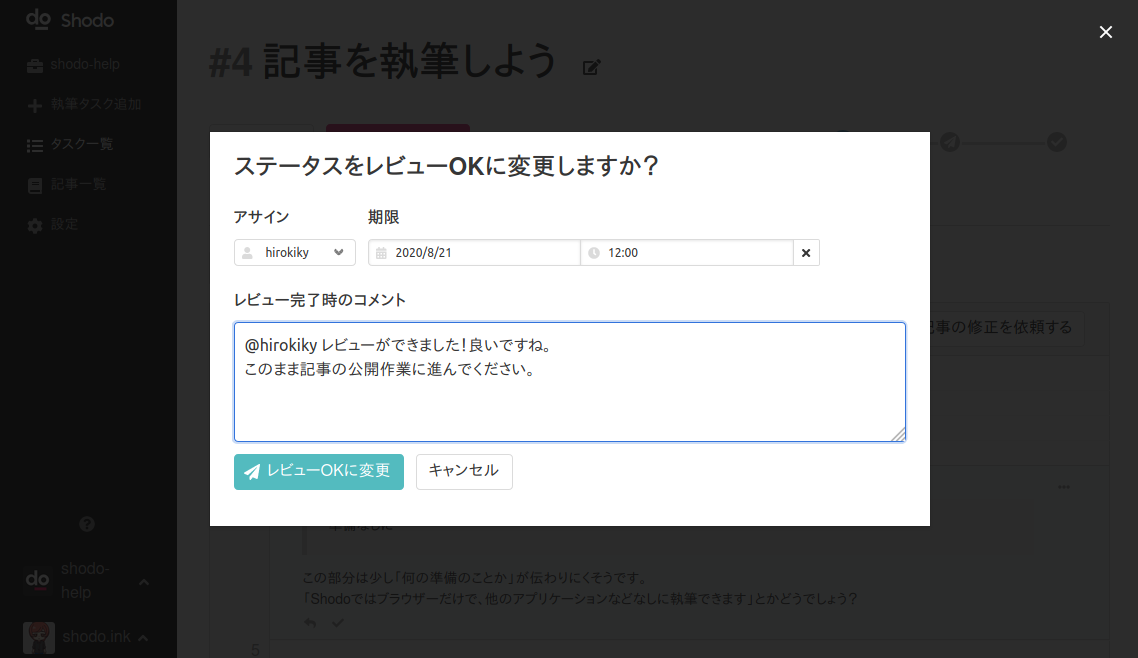 do Shodo
shodo-help
執筆タスク追加
タスク一覧
記事一覧
設定
#4 記事を執筆しよう
ステータスをレビューOKに変更しますか？
アサイン 期限
hirokiky 2020/8/21 12:00
レビュー完了時のコメント
@hirokiky レビューができました！良いですね。
このまま記事の公開作業に進んでください。
レビューOKに変更 キャンセル
事の修正を依頼する
この部分は少し「何の準備のことか」が伝わりにくそうです。
「Shodoではブラウザーだけで、他のアプリケーションなどなしに執筆できます」とかどうでしょう？
5
do shodo-
help
shodo.ink